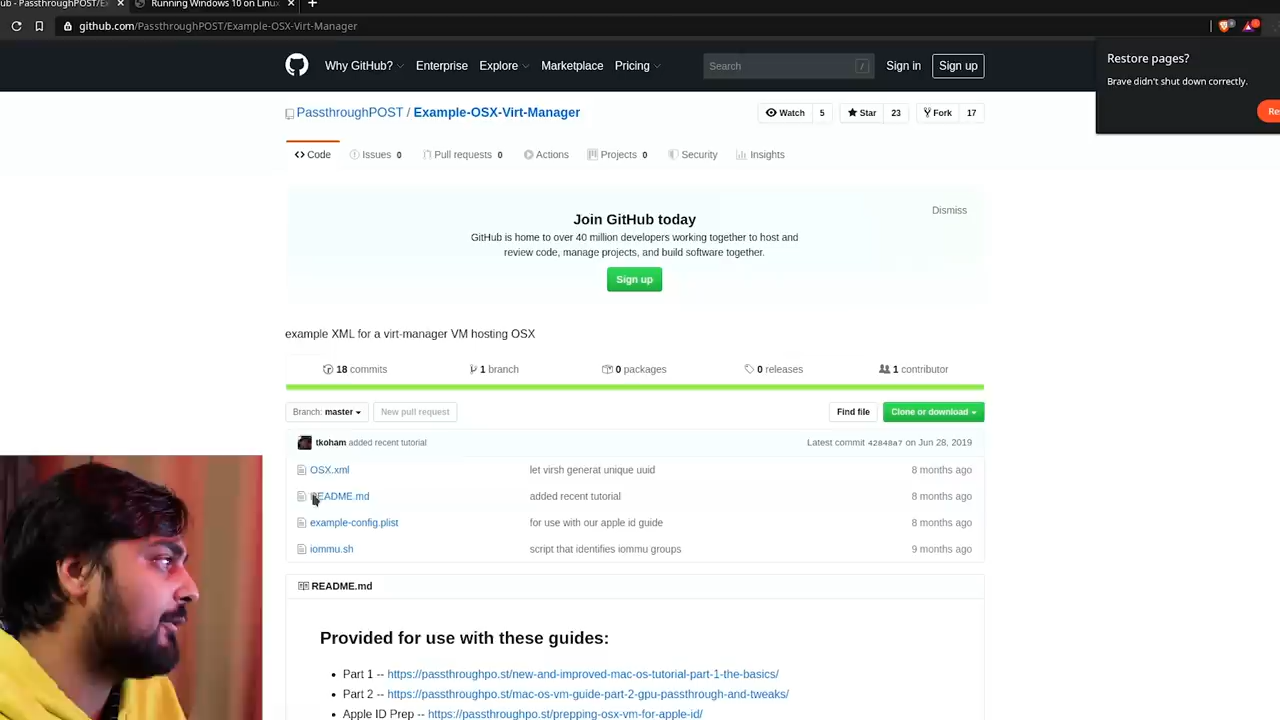 Running Windows 10 on Linux
github.com/PassthroughPOST/Example-OSX-Virt-Manager
Why GitHub? Enterprise Explore Marketplace Pricing Search / Sign in Sign up
Restore pages?
Brave didn't shut down correctly.
PassthroughPOST / Example-OSX-Virt-Manager
Watch 5 Star 23 Fork 17
Code Issues 0 Pull requests 0 Actions Projects 0 Security Insights
Dismiss
Join GitHub today
GitHub is home to over 40 million developers working together to host and
review code, manage projects, and build software together.
Sign up
example XML for a virt-manager VM hosting OSX
18 commits 1 branch 0 packages 0 releases 1 contributor
Branch: master New pull request Find file Clone or download
tkoham added recent tutorial Latest commit 42848a7 on Jun 28, 2019
OSX.xml let virsh generat unique uuid 8 months ago
README.md added recent tutorial 8 months ago
example-config.plist for use with our apple id guide 8 months ago
iommu.sh script that identifies iommu groups 9 months ago
README.md
Provided for use with these guides:
Part 1 -- https://passthroughpo.st/new-and-improved-mac-os-tutorial-part-1-the-basics/
Part 2 -- https://passthroughpo.st/mac-os-vm-guide-part-2-gpu-passthrough-and-tweaks/
Apple ID Prep -- https://passthroughpo.st/prepping-osx-vm-for-apple-id/